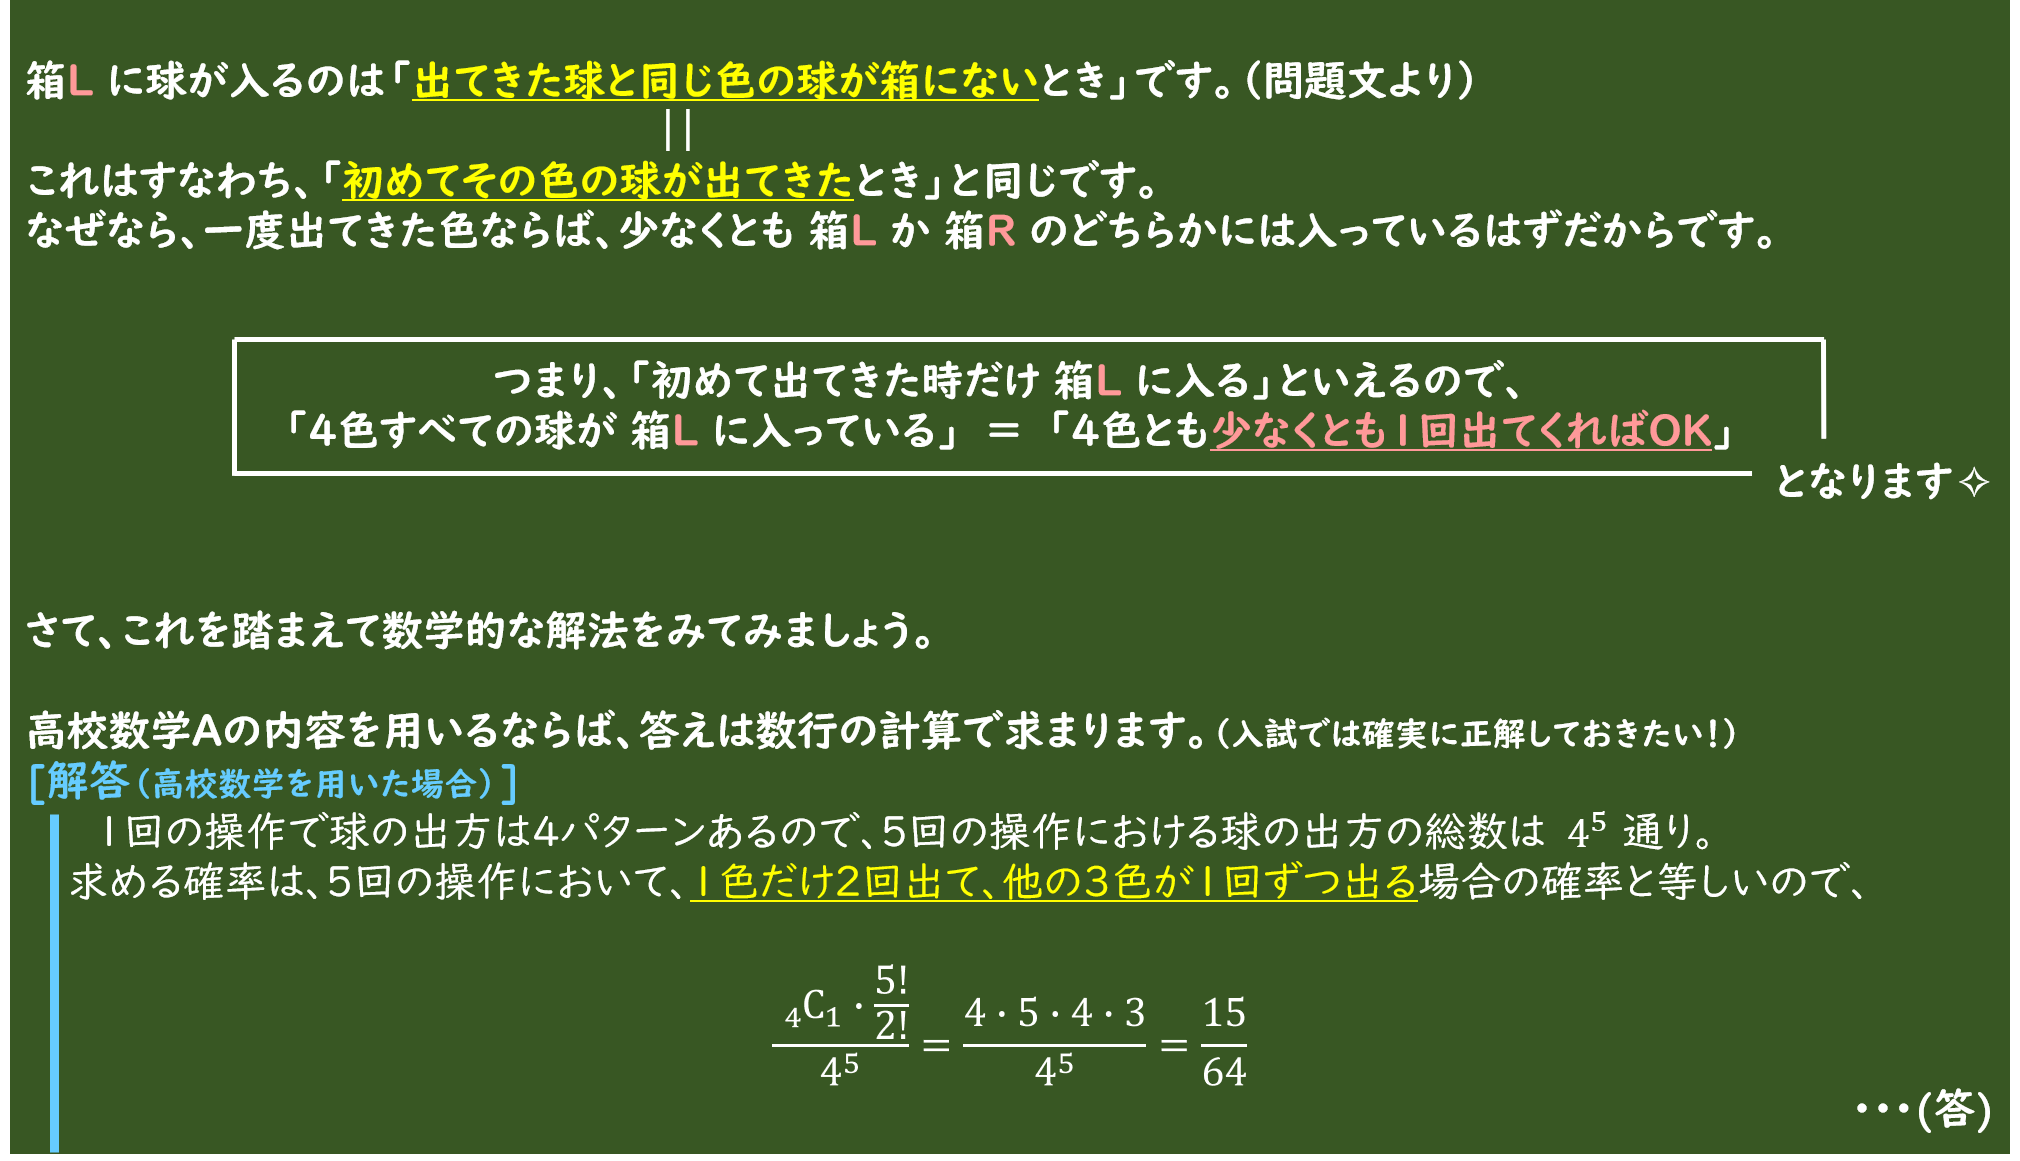 箱L に球が入るのは「出てきた球と同じ色の球が箱にないとき」です。（問題文より）
||
これはすなわち、「初めてその色の球が出てきたとき」と同じです。
なぜなら、一度出てきた色ならば、少なくとも 箱L か 箱R のどちらかには入っているはずだからです。
つまり、「初めて出てきた時だけ 箱L に入る」といえるので、
「4色すべての球が 箱L に入っている」 ＝ 「4色とも少なくとも1回出てくればOK」
となります✧
さて、これを踏まえて数学的な解法をみてみましょう。
高校数学Aの内容を用いるならば、答えは数行の計算で求まります。（入試では確実に正解しておきたい！）
[解答（高校数学を用いた場合）]
1回の操作で球の出方は4パターンあるので、5回の操作における球の出方の総数は 4⁵ 通り。
求める確率は、5回の操作において、1色だけ2回出て、他の3色が1回ずつ出る場合の確率と等しいので、
(₄C₁・5!/2!)/4⁵ = (4・5・4・3)/4⁵ = 15/64
・・・(答)